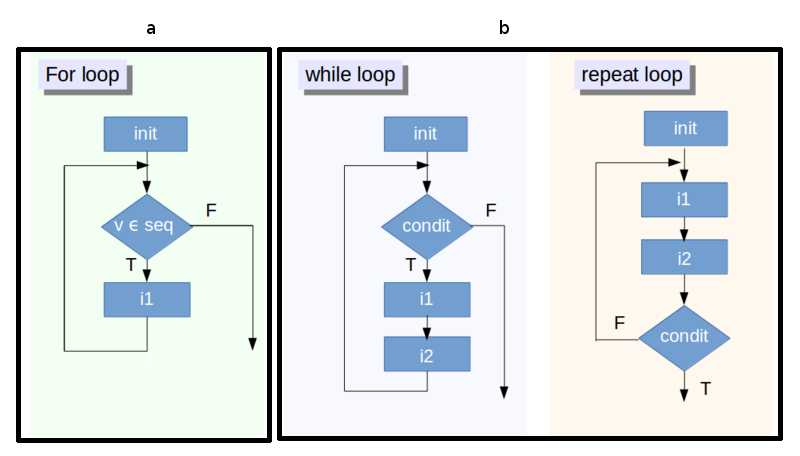 a
b
For loop
init
v ϵ seq
F
T
i1
while loop
init
condit
F
T
i1
i2
repeat loop
init
i1
i2
F
condit
T